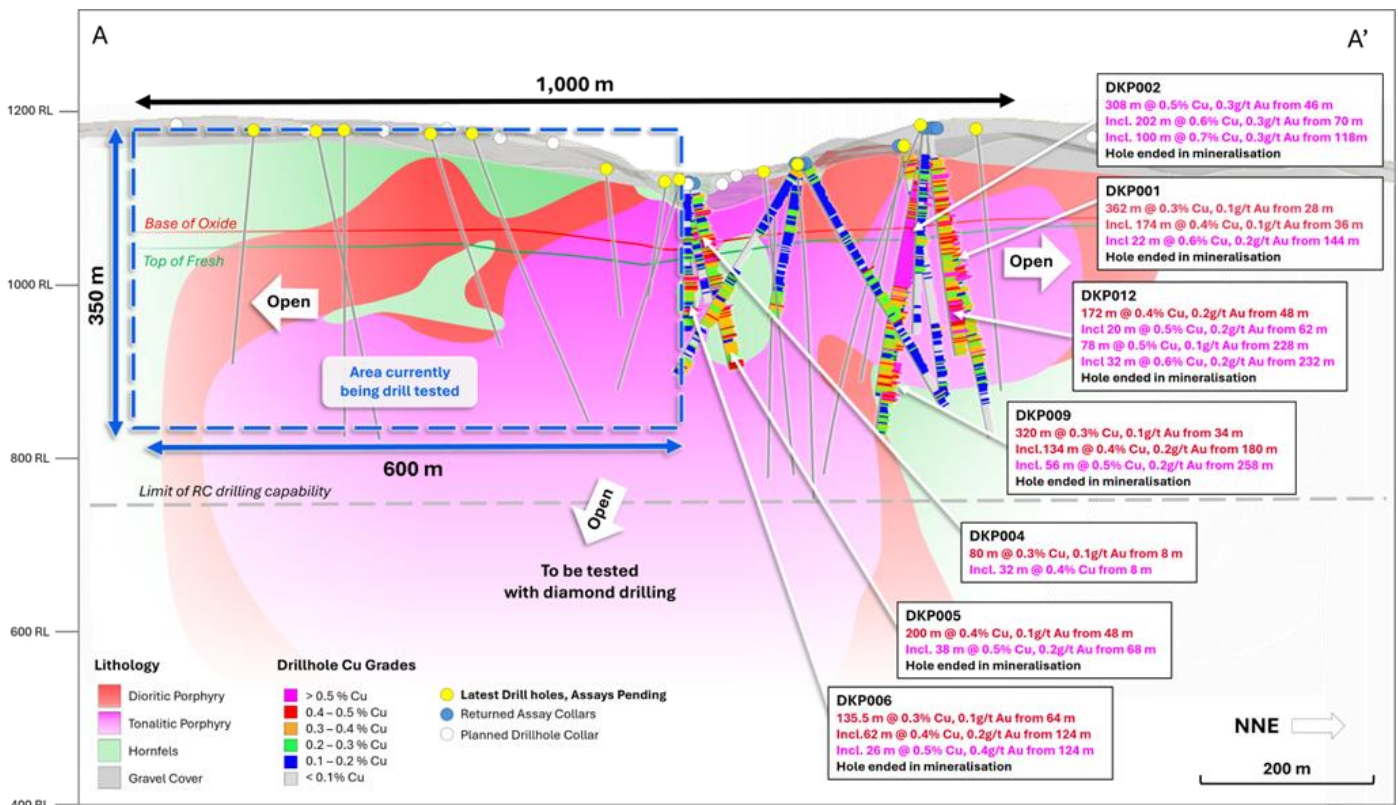 A
A'
1,000 m
1200 RL
1000 RL
800 RL
600 RL
400 RL
350 m
Base of Oxide
Top of Fresh
Open
Open
Area currently
being drill tested
600 m
Limit of RC drilling capability
Open
To be tested
with diamond drilling
DKP002
308 m @ 0.5% Cu, 0.3g/t Au from 46 m
Incl. 202 m @ 0.6% Cu, 0.3g/t Au from 70 m
Incl. 100 m @ 0.7% Cu, 0.3g/t Au from 118m
Hole ended in mineralisation
DKP001
362 m @ 0.3% Cu, 0.1g/t Au from 28 m
Incl. 174 m @ 0.4% Cu, 0.1g/t Au from 36 m
Incl 22 m @ 0.6% Cu, 0.2g/t Au from 144 m
Hole ended in mineralisation
DKP012
172 m @ 0.4% Cu, 0.2g/t Au from 48 m
Incl 20 m @ 0.5% Cu, 0.2g/t Au from 62 m
78 m @ 0.5% Cu, 0.1g/t Au from 228 m
Incl 32 m @ 0.6% Cu, 0.2g/t Au from 232 m
Hole ended in mineralisation
DKP009
320 m @ 0.3% Cu, 0.1g/t Au from 34 m
Incl.134 m @ 0.4% Cu, 0.2g/t Au from 180 m
Incl. 56 m @ 0.5% Cu, 0.2g/t Au from 258 m
Hole ended in mineralisation
DKP004
80 m @ 0.3% Cu, 0.1g/t Au from 8 m
Incl. 32 m @ 0.4% Cu from 8 m
DKP005
200 m @ 0.4% Cu, 0.1g/t Au from 48 m
Incl. 38 m @ 0.5% Cu, 0.2g/t Au from 68 m
Hole ended in mineralisation
DKP006
135.5 m @ 0.3% Cu, 0.1g/t Au from 64 m
Incl.62 m @ 0.4% Cu, 0.2g/t Au from 124 m
Incl. 26 m @ 0.5% Cu, 0.4g/t Au from 124 m
Hole ended in mineralisation
Lithology
Dioritic Porphyry
Tonalitic Porphyry
Hornfels
Gravel Cover
Drillhole Cu Grades
> 0.5 % Cu
0.4 – 0.5 % Cu
0.3 – 0.4 % Cu
0.2 – 0.3 % Cu
0.1 – 0.2 % Cu
< 0.1% Cu
Latest Drill holes, Assays Pending
Returned Assay Collars
Planned Drillhole Collar
NNE
200 m